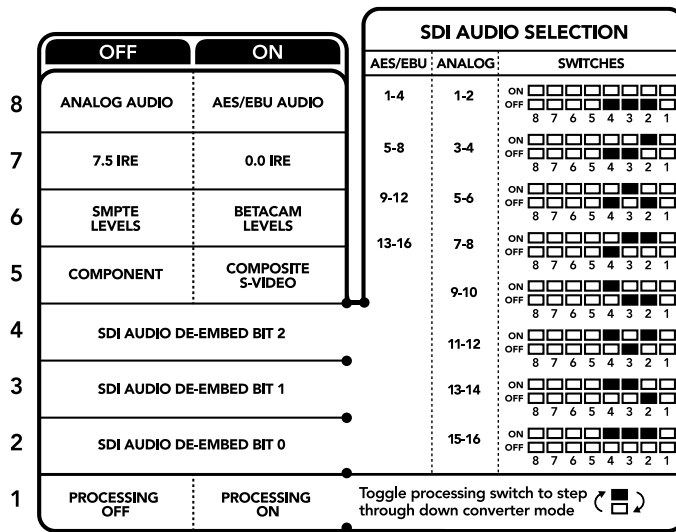 OFF ON
8 ANALOG AUDIO AES/EBU AUDIO
7 7.5 IRE 0.0 IRE
6 SMPTE LEVELS BETACAM LEVELS
5 COMPONENT COMPOSITE S-VIDEO
4 SDI AUDIO DE-EMBED BIT 2
3 SDI AUDIO DE-EMBED BIT 1
2 SDI AUDIO DE-EMBED BIT 0
1 PROCESSING OFF PROCESSING ON
SDI AUDIO SELECTION
AES/EBU ANALOG SWITCHES
1-4 1-2 ON
OFF
8 7 6 5 4 3 2 1
5-8 3-4 ON
OFF
8 7 6 5 4 3 2 1
9-12 5-6 ON
OFF
8 7 6 5 4 3 2 1
13-16 7-8 ON
OFF
8 7 6 5 4 3 2 1
9-10 ON
OFF
8 7 6 5 4 3 2 1
11-12 ON
OFF
8 7 6 5 4 3 2 1
13-14 ON
OFF
8 7 6 5 4 3 2 1
15-16 ON
OFF
8 7 6 5 4 3 2 1
Toggle processing switch to step
through down converter mode